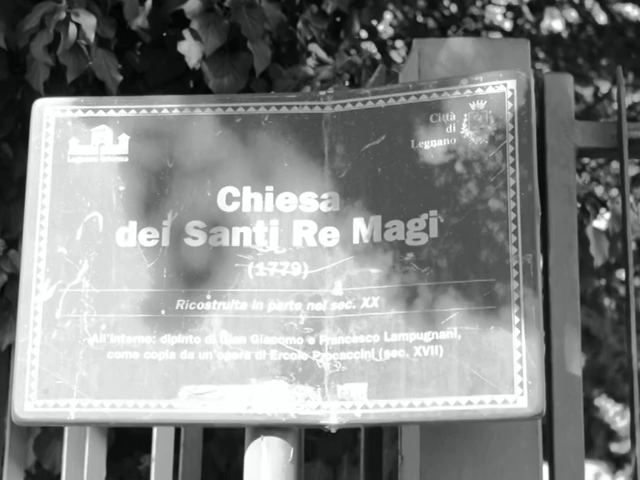 Città
di
Legnano
Chiesa
dei Santi Re Magi
(1779)
Ricostruita in parte nel sec. XX
All'interno: dipinto di Gian Giacomo e Francesco Lampugnani,
come copia da un'opera di Ercole Procaccini (sec. XVII)